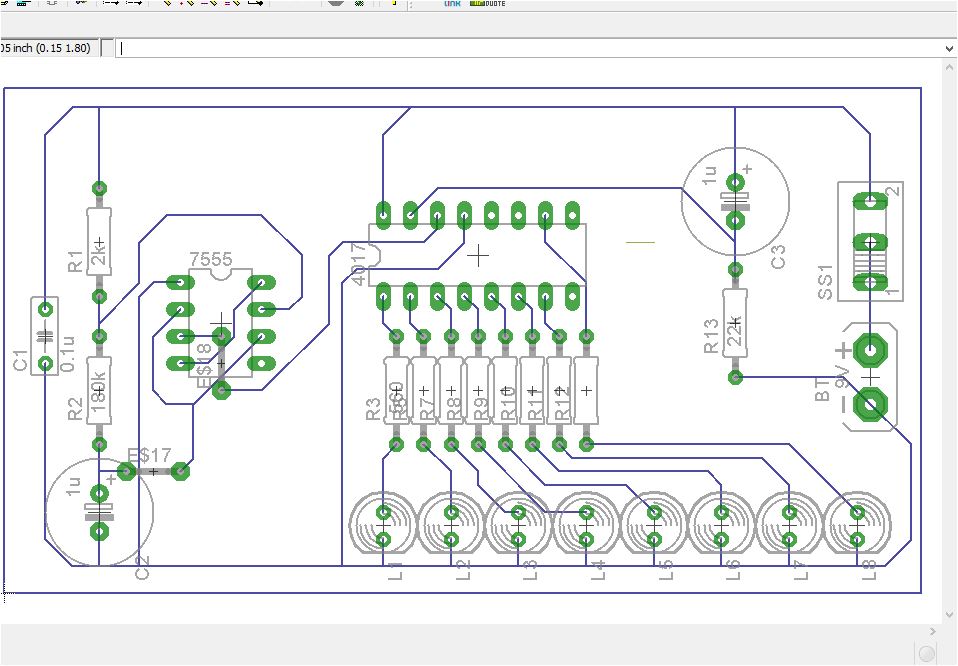 LINK
QUOTE
05 inch (0.15 1.80)
1u
+
2
R1
2k+
7555
4017
C3
SS1
1
C1
0.1u
E$18
R13
22k
+
BT
9V
-
R2
180k
R3
R7
R8
R9
R10
R11
R12
E$17
1u
+
C2
L1
L2
L3
L4
L5
L6
L7
L8